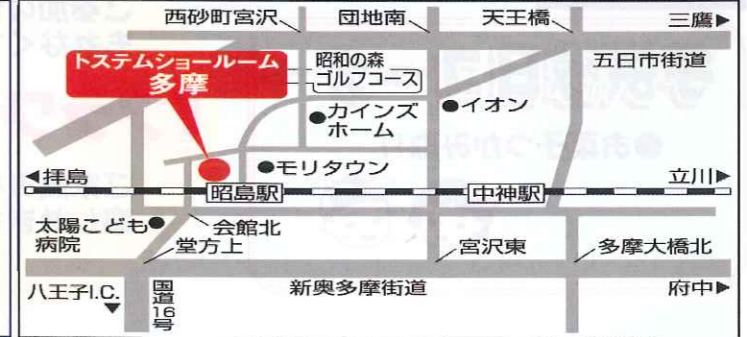 西砂町宮沢
団地南
天王橋
三鷹▶
トステムショールーム
多摩
昭和の森
ゴルフコース
五日市街道
●カインズ
ホーム
●イオン
◀拝島
●モリタウン
立川▶
昭島駅
中神駅
太陽こども●
病院
会館北
堂方上
宮沢東
多摩大橋北
八王子I.C.
▼
国道16号
新奥多摩街道
府中▶